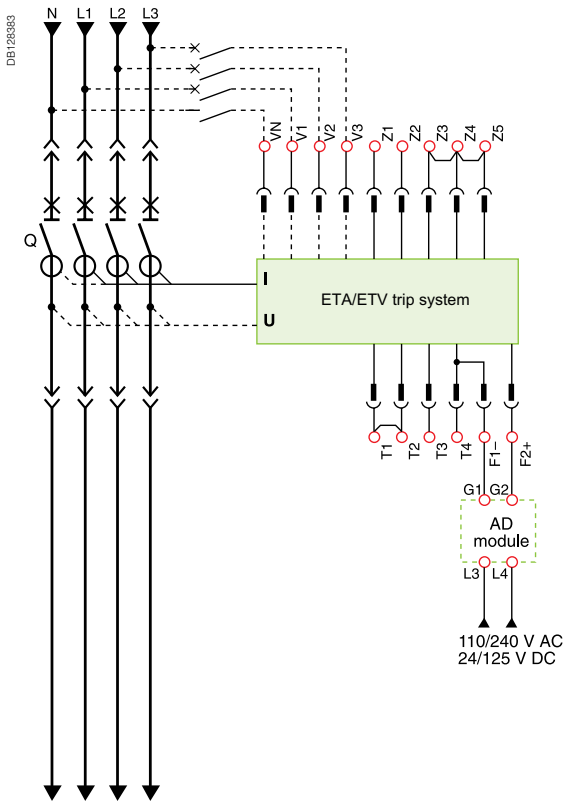 DB128383
N L1 L2 L3
VN V1 V2 V3 Z1 Z2 Z3 Z4 Z5
Q
I
ETA/ETV trip system
U
T1 T2 T3 T4 F1– F2+
G1 G2
AD
module
L3 L4
110/240 V AC
24/125 V DC